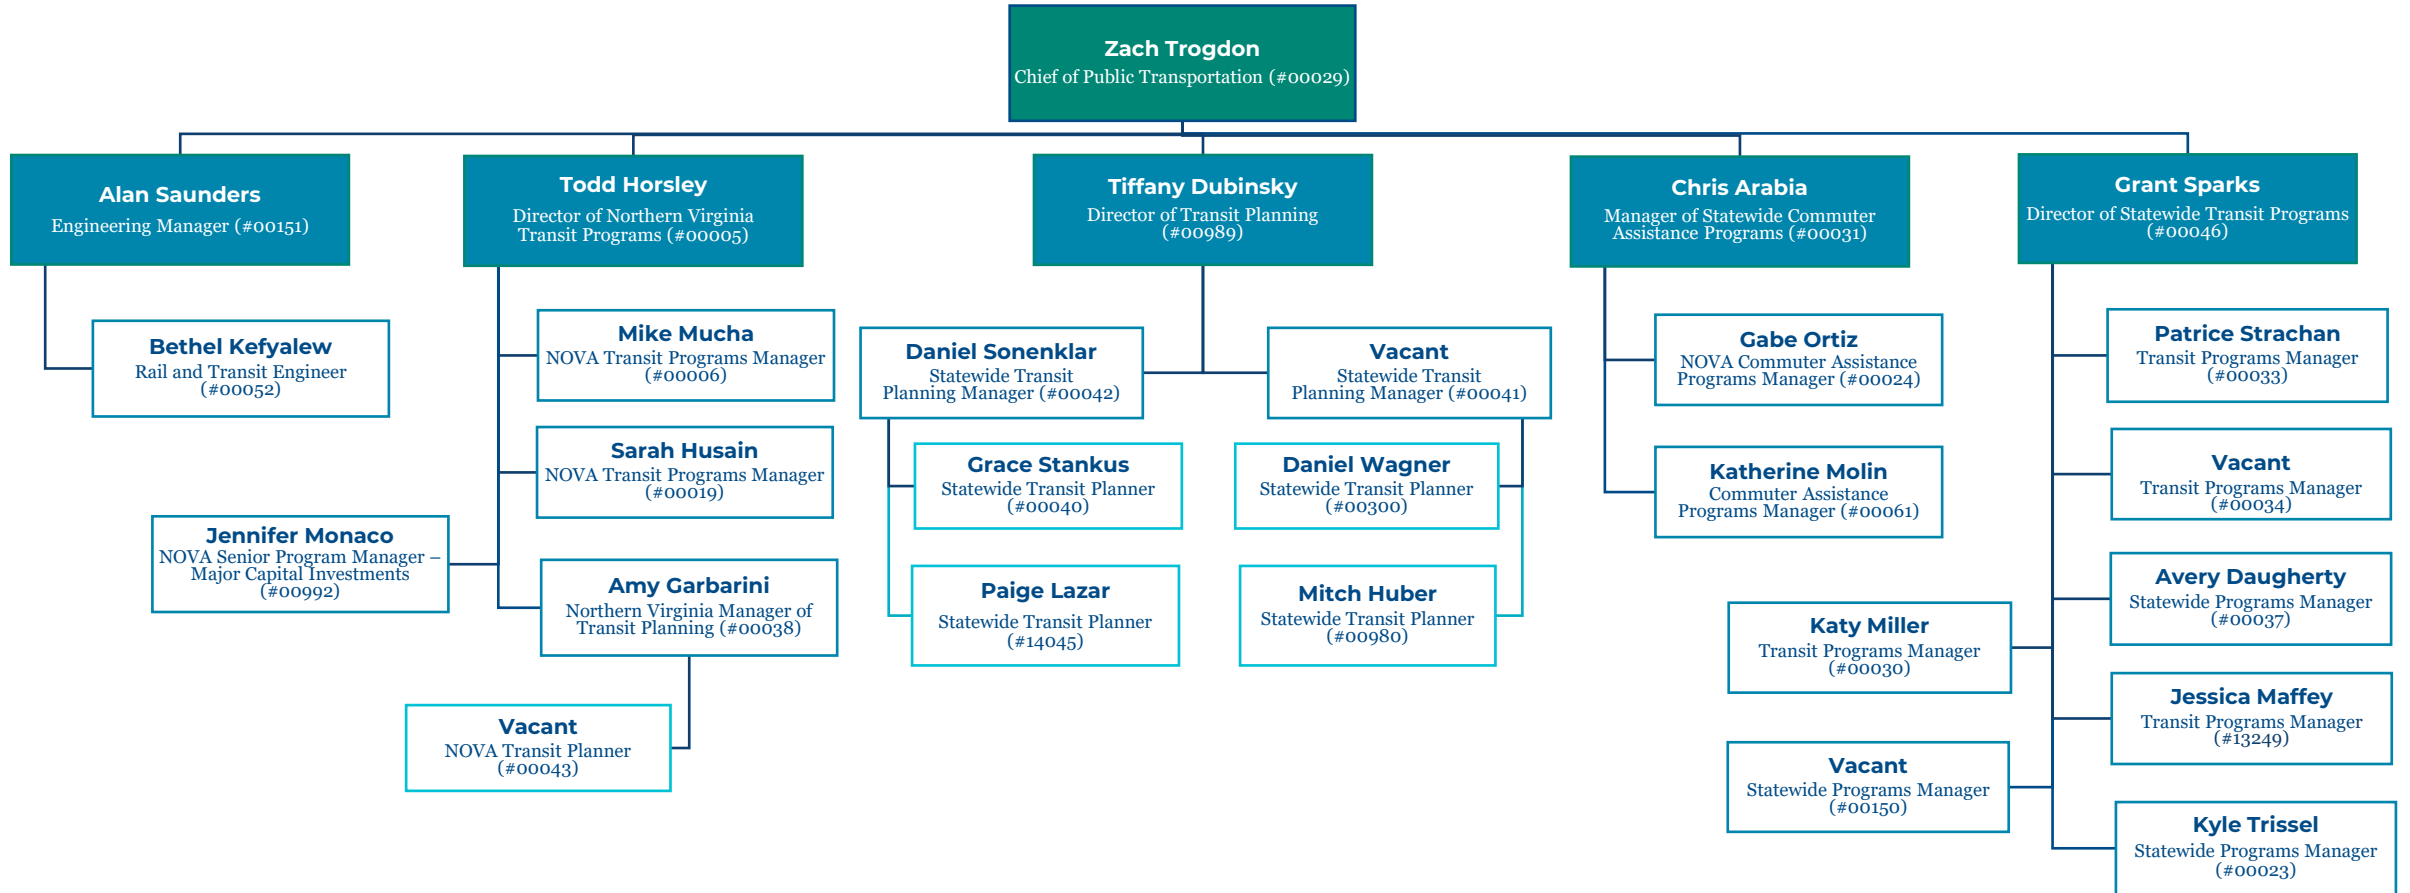 Zach Trogdon
Chief of Public Transportation (#00029)
Alan Saunders
Engineering Manager (#00151)
Todd Horsley
Director of Northern Virginia
Transit Programs (#00005)
Tiffany Dubinsky
Director of Transit Planning
(#00989)
Chris Arabia
Manager of Statewide Commuter
Assistance Programs (#00031)
Grant Sparks
Director of Statewide Transit Programs
(#00046)
Bethel Kefyalew
Rail and Transit Engineer
(#00052)
Mike Mucha
NOVA Transit Programs Manager
(#00006)
Sarah Husain
NOVA Transit Programs Manager
(#00019)
Jennifer Monaco
NOVA Senior Program Manager –
Major Capital Investments
(#00992)
Amy Garbarini
Northern Virginia Manager of
Transit Planning (#00038)
Vacant
NOVA Transit Planner
(#00043)
Daniel Sonenklar
Statewide Transit
Planning Manager (#00042)
Vacant
Statewide Transit
Planning Manager (#00041)
Grace Stankus
Statewide Transit Planner
(#00040)
Daniel Wagner
Statewide Transit Planner
(#00300)
Paige Lazar
Statewide Transit Planner
(#14045)
Mitch Huber
Statewide Transit Planner
(#00980)
Gabe Ortiz
NOVA Commuter Assistance
Programs Manager (#00024)
Katherine Molin
Commuter Assistance
Programs Manager (#00061)
Patrice Strachan
Transit Programs Manager
(#00033)
Vacant
Transit Programs Manager
(#00034)
Avery Daugherty
Statewide Programs Manager
(#00037)
Katy Miller
Transit Programs Manager
(#00030)
Jessica Maffey
Transit Programs Manager
(#13249)
Vacant
Statewide Programs Manager
(#00150)
Kyle Trissel
Statewide Programs Manager
(#00023)